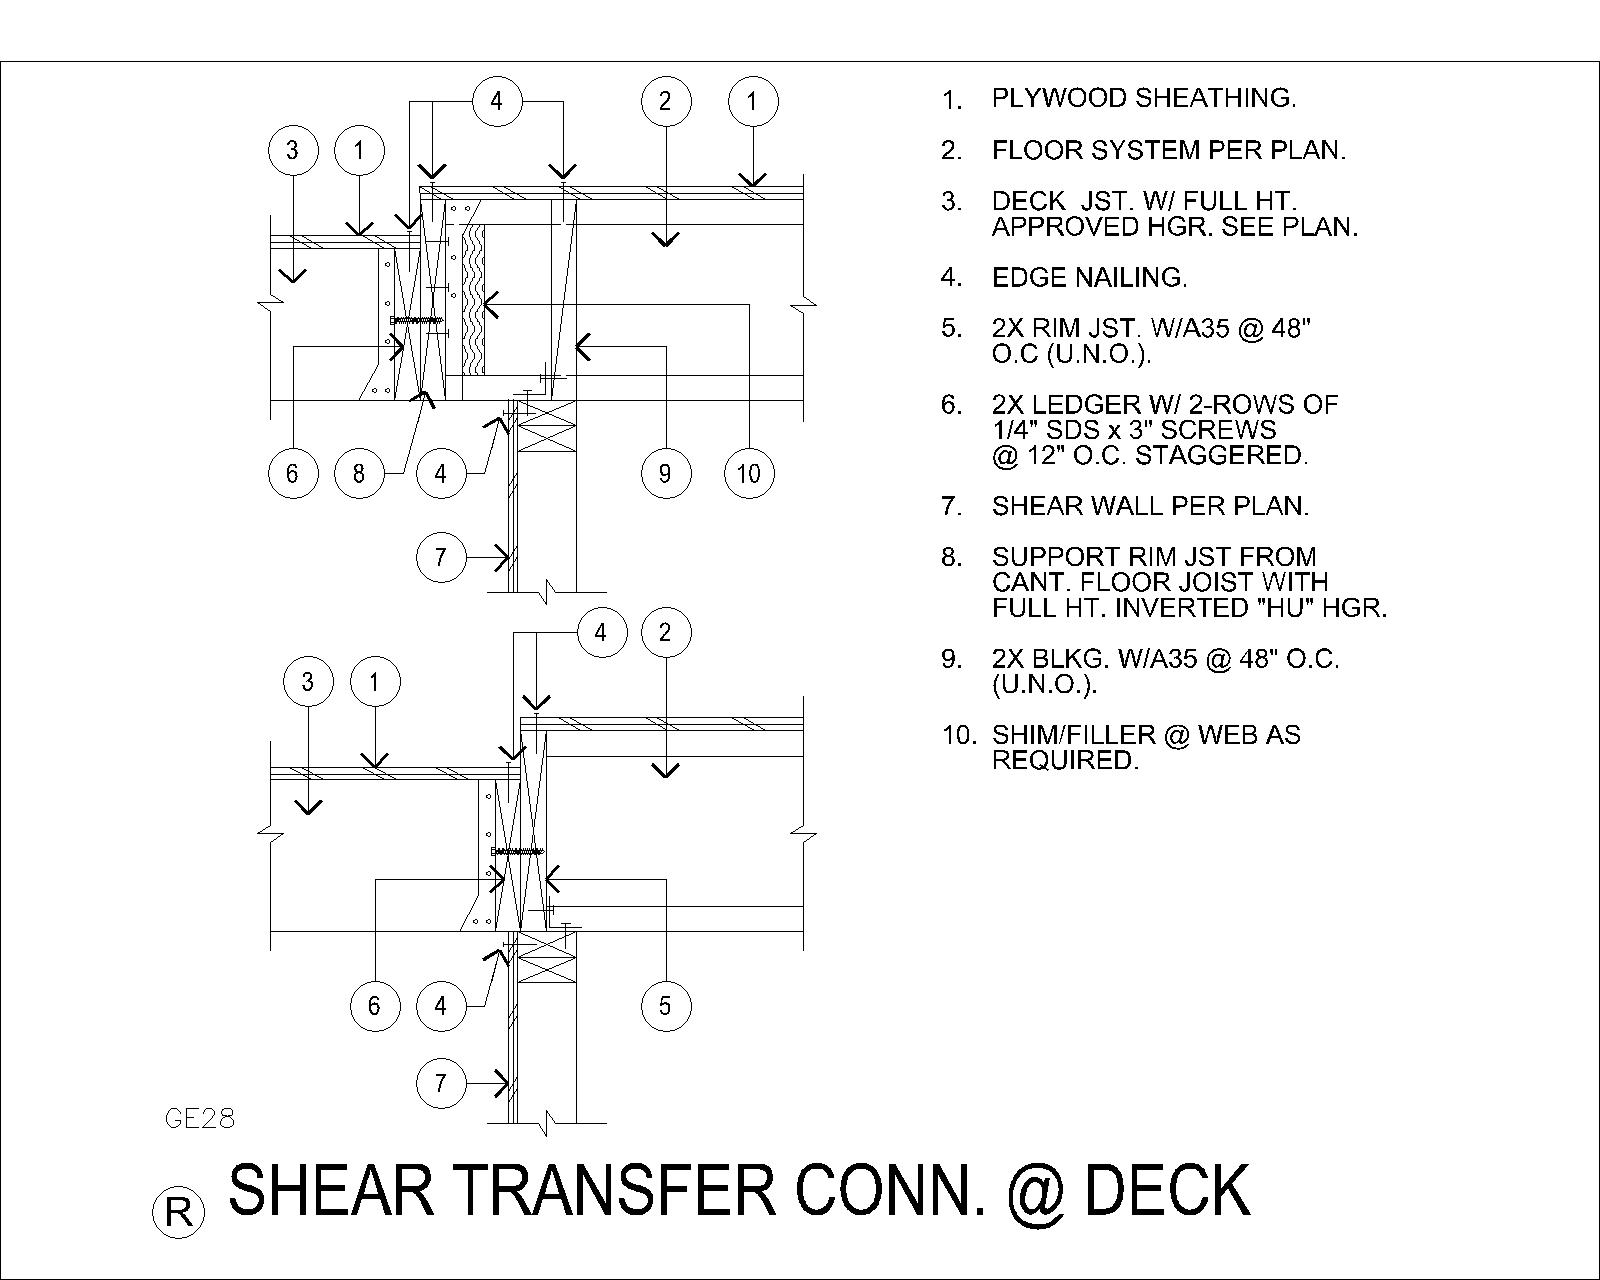 4
2
1
3
1
6
8
4
9
10
7
4
2
3
1
6
4
5
7
1. PLYWOOD SHEATHING.
2. FLOOR SYSTEM PER PLAN.
3. DECK JST. W/ FULL HT.
APPROVED HGR. SEE PLAN.
4. EDGE NAILING.
5. 2X RIM JST. W/A35 @ 48"
O.C (U.N.O.).
6. 2X LEDGER W/ 2-ROWS OF
1/4" SDS x 3" SCREWS
@ 12" O.C. STAGGERED.
7. SHEAR WALL PER PLAN.
8. SUPPORT RIM JST FROM
CANT. FLOOR JOIST WITH
FULL HT. INVERTED "HU" HGR.
9. 2X BLKG. W/A35 @ 48" O.C.
(U.N.O.).
10. SHIM/FILLER @ WEB AS
REQUIRED.
GE28
R SHEAR TRANSFER CONN. @ DECK